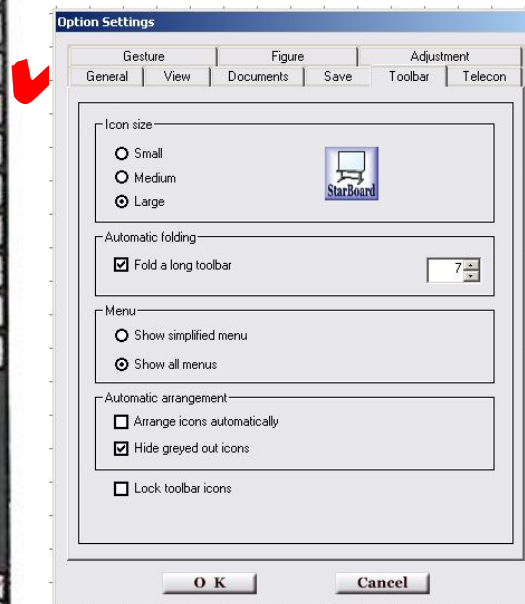 Option Settings
Gesture Figure Adjustment
General View Documents Save Toolbar Telecon
Icon size
Small
Medium
Large
StarBoard
Automatic folding
Fold a long toolbar 7
Menu
Show simplified menu
Show all menus
Automatic arrangement
Arrange icons automatically
Hide greyed out icons
Lock toolbar icons
O K Cancel